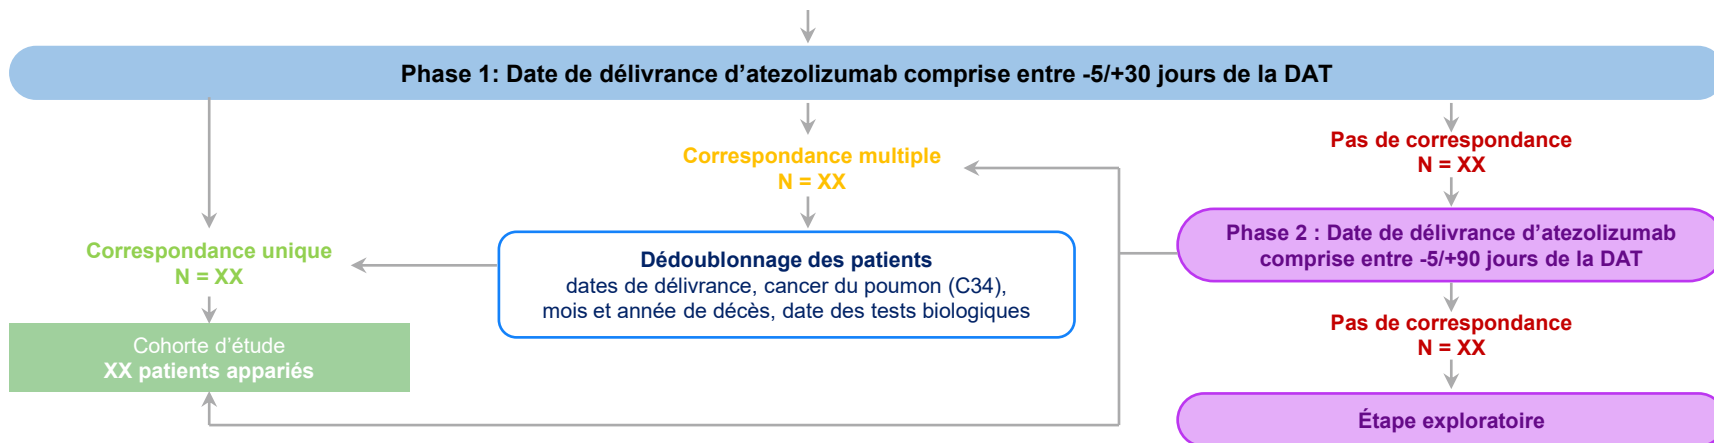 Phase 1: Date de délivrance d’atezolizumab comprise entre -5/+30 jours de la DAT
Correspondance unique
N = XX
Cohorte d’étude
XX patients appariés
Correspondance multiple
N = XX
Dédoublonnage des patients
dates de délivrance, cancer du poumon (C34),
mois et année de décès, date des tests biologiques
Pas de correspondance
N = XX
Phase 2 : Date de délivrance d’atezolizumab
comprise entre -5/+90 jours de la DAT
Pas de correspondance
N = XX
Étape exploratoire